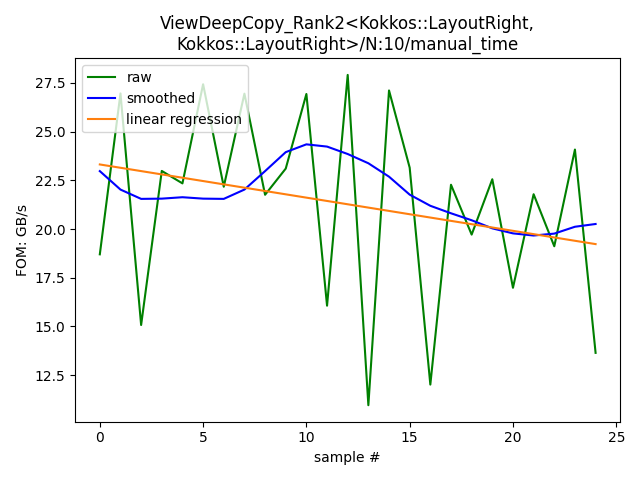 ViewDeepCopy_Rank2<Kokkos::LayoutRight,
Kokkos::LayoutRight>/N:10/manual_time
raw
smoothed
linear regression
FOM: GB/s
27.5
25.0
22.5
20.0
17.5
15.0
12.5
0
5
10
15
20
25
sample #